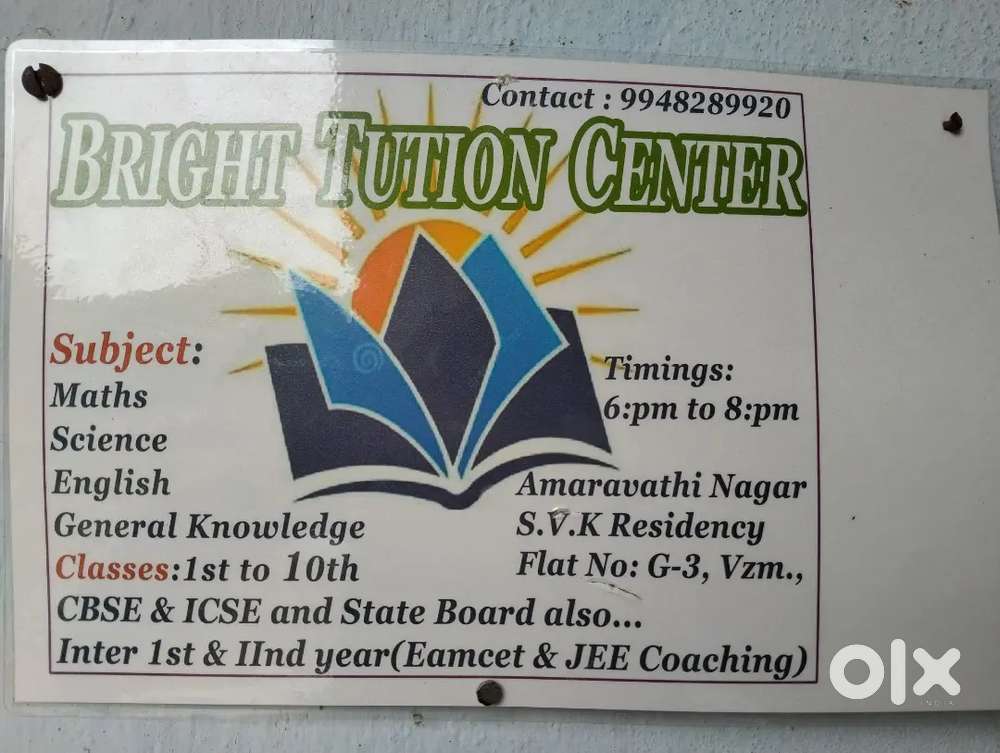 Contact : 9948289920
BRIGHT TUTION CENTER
Subject:
Maths
Science
English
General Knowledge
Classes:1st to 10th
Timings:
6:pm to 8:pm
Amaravathi Nagar
S.V.K Residency
Flat No: G-3, Vzm.,
CBSE & ICSE and State Board also...
Inter 1st & IInd year(Eamcet & JEE Coaching)
olx
INDIA